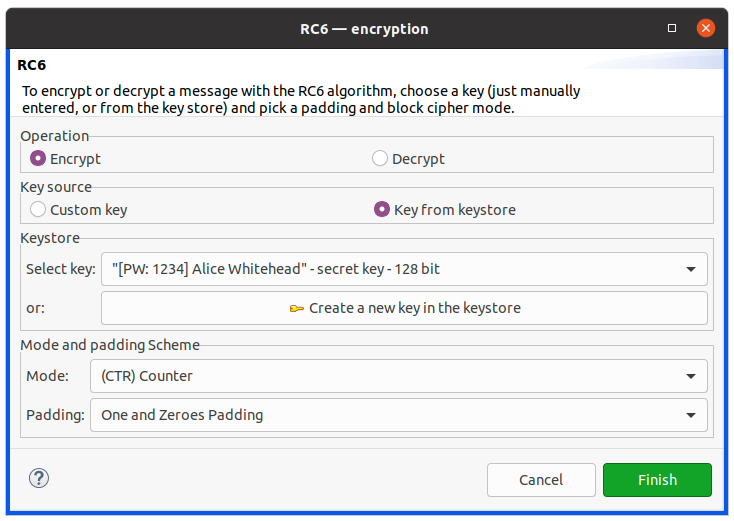 RC6 — encryption
RC6
To encrypt or decrypt a message with the RC6 algorithm, choose a key (just manually
entered, or from the key store) and pick a padding and block cipher mode.
Operation
Encrypt
Decrypt
Key source
Custom key
Key from keystore
Keystore
Select key:
"[PW: 1234] Alice Whitehead" - secret key - 128 bit
or:
Create a new key in the keystore
Mode and padding Scheme
Mode:
(CTR) Counter
Padding:
One and Zeroes Padding
?
Cancel
Finish